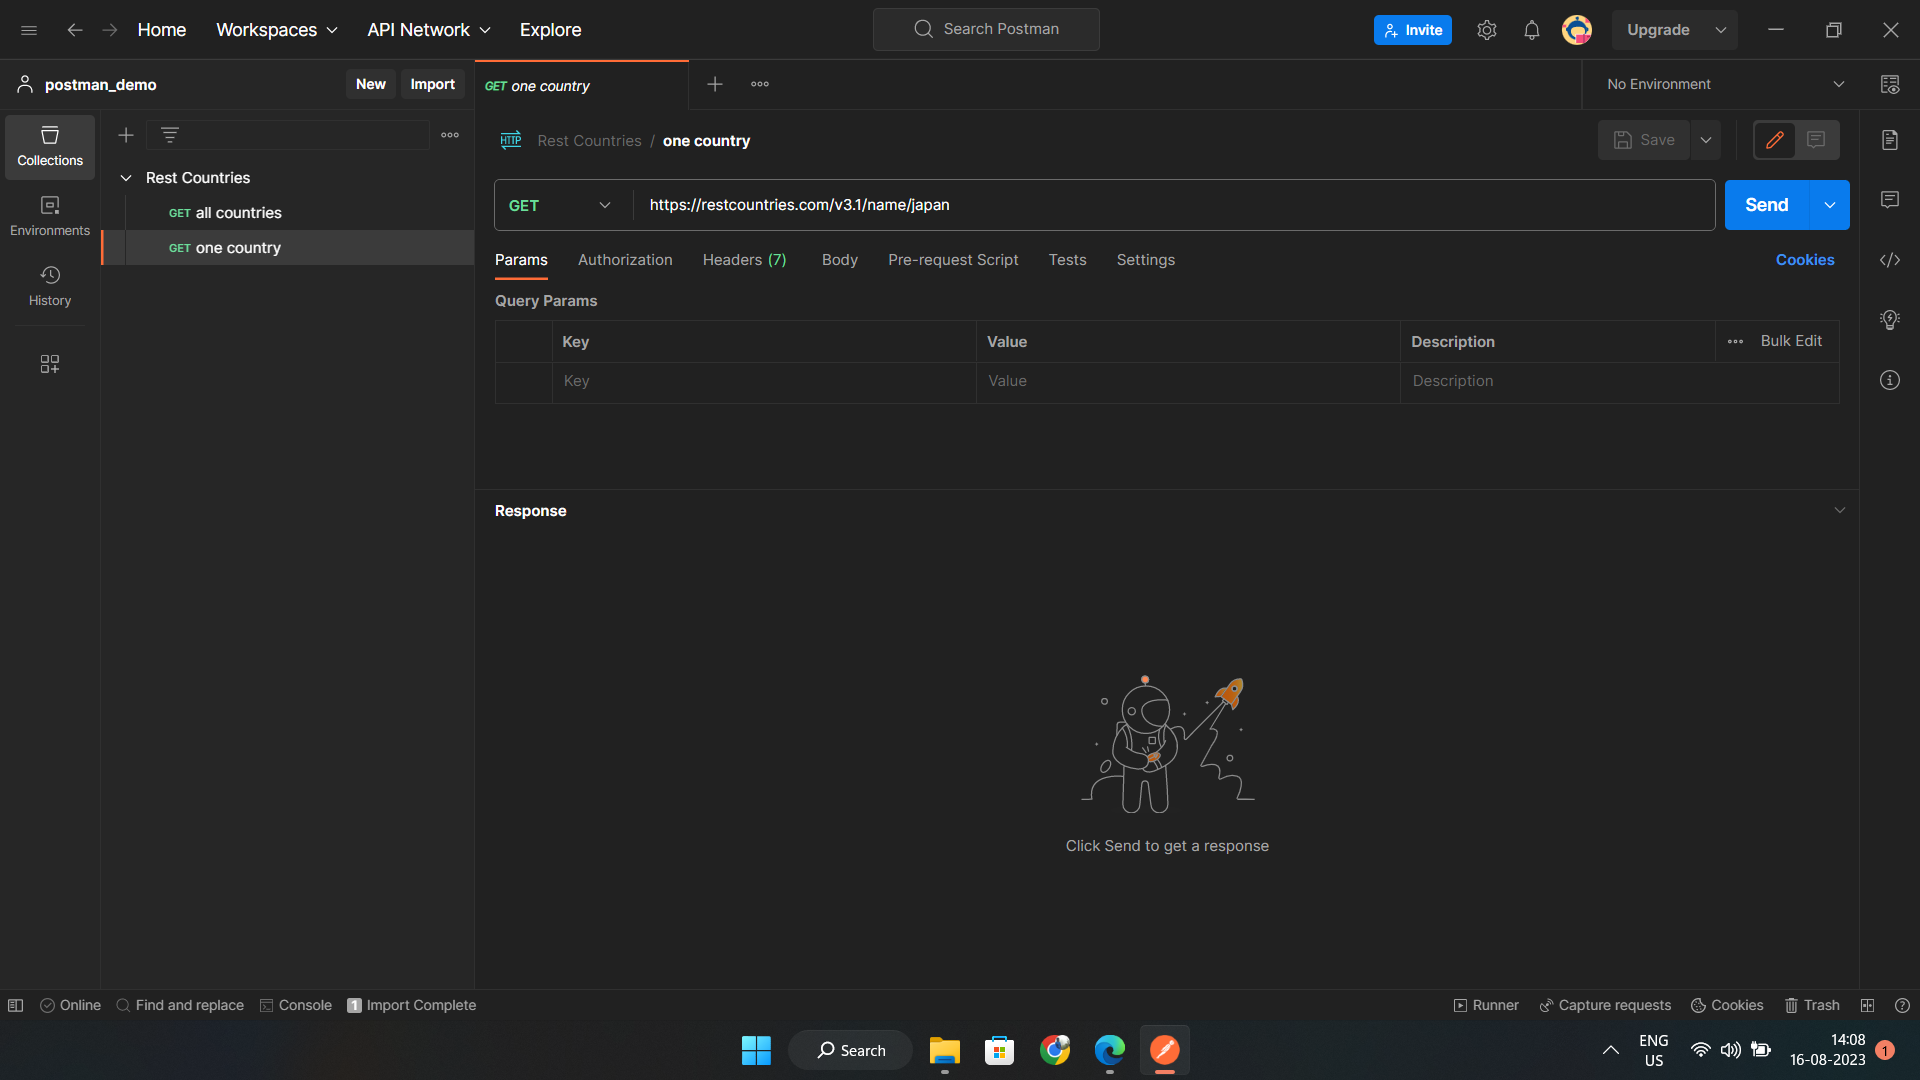 Home Workspaces API Network Explore Search Postman Invite Upgrade
postman_demo New Import GET one country No Environment
Collections
Environments
History
Rest Countries
GET all countries
GET one country
HTTP Rest Countries / one country Save
GET https://restcountries.com/v3.1/name/japan Send
Params Authorization Headers (7) Body Pre-request Script Tests Settings Cookies
Query Params
Key Value Description Bulk Edit
Key Value Description
Response
Click Send to get a response
Online Find and replace Console 1 Import Complete Runner Capture requests Cookies Trash
Search
ENG
US
14:08
16-08-2023
1